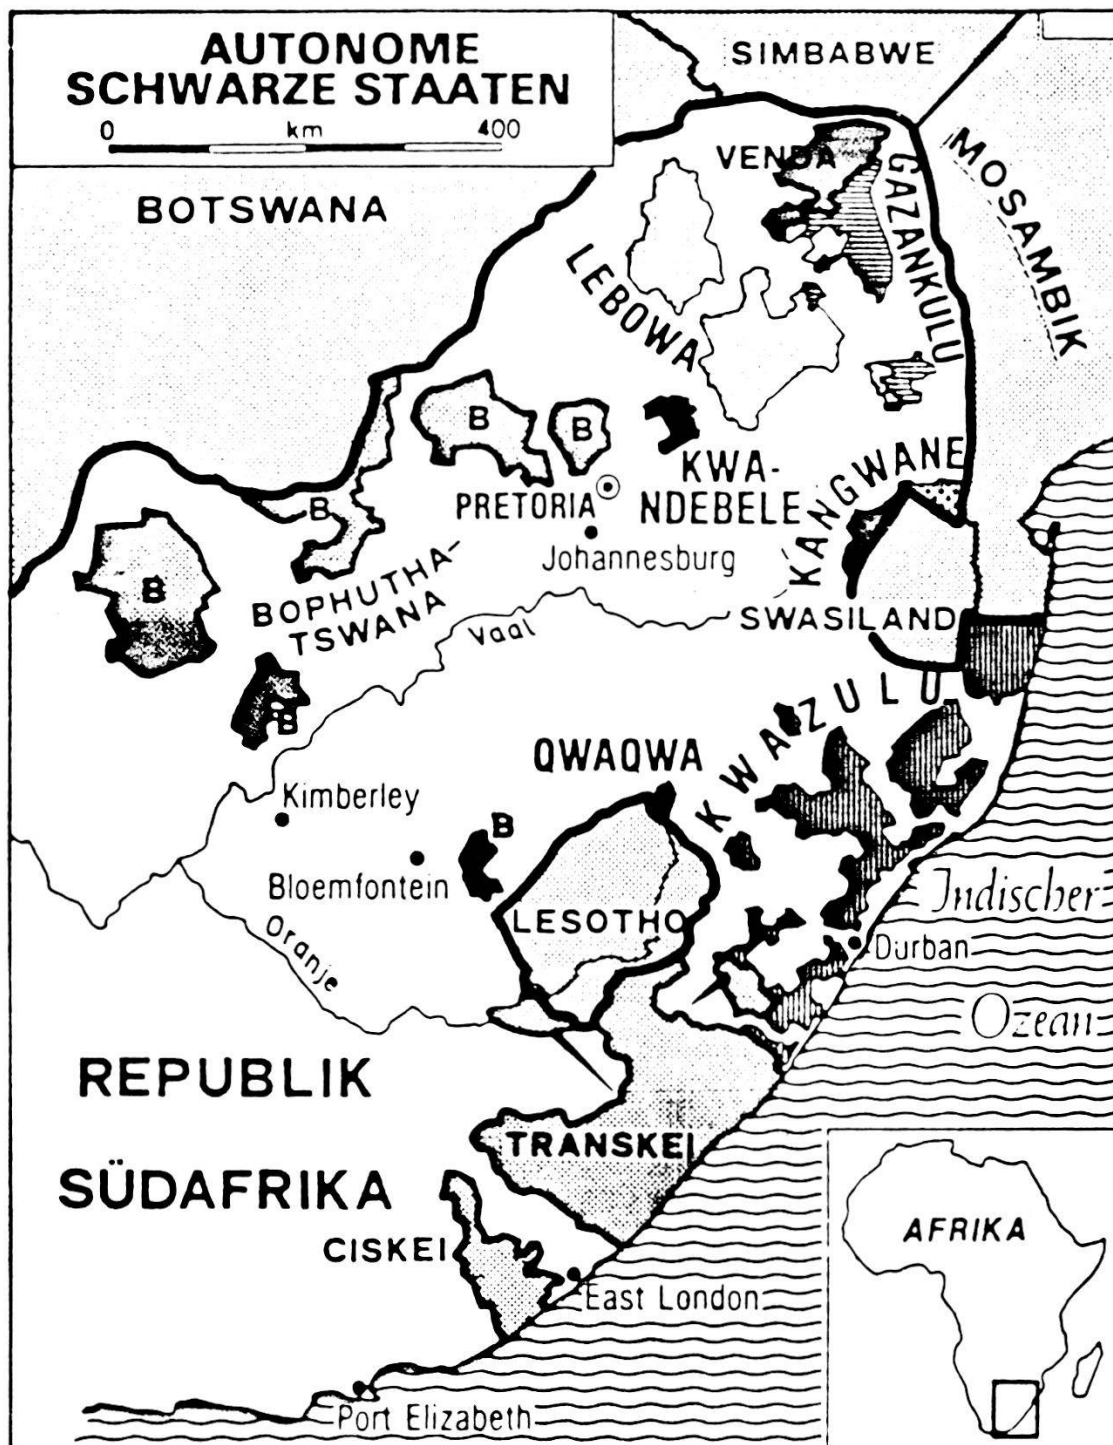 AUTONOME
SCHWARZE STAATEN
0 km 400
SIMBABWE
BOTSWANA
MOSAMBIK
VENDA
GAZANKULU
LEBOWA
B
B
KWA-
NDEBELE
KANGWANE
PRETORIA
Johannesburg
B
B
BOPHUTHA-
TSWANA
Vaal
SWASILAND
B
KWAZULU
QWAQWA
Kimberley
B
Bloemfontein
LESOTHO
Oranje
Durban
Indischer
Ozean
REPUBLIK
SÜDAFRIKA
TRANSKEI
CISKEI
East London
Port Elizabeth
AFRIKA